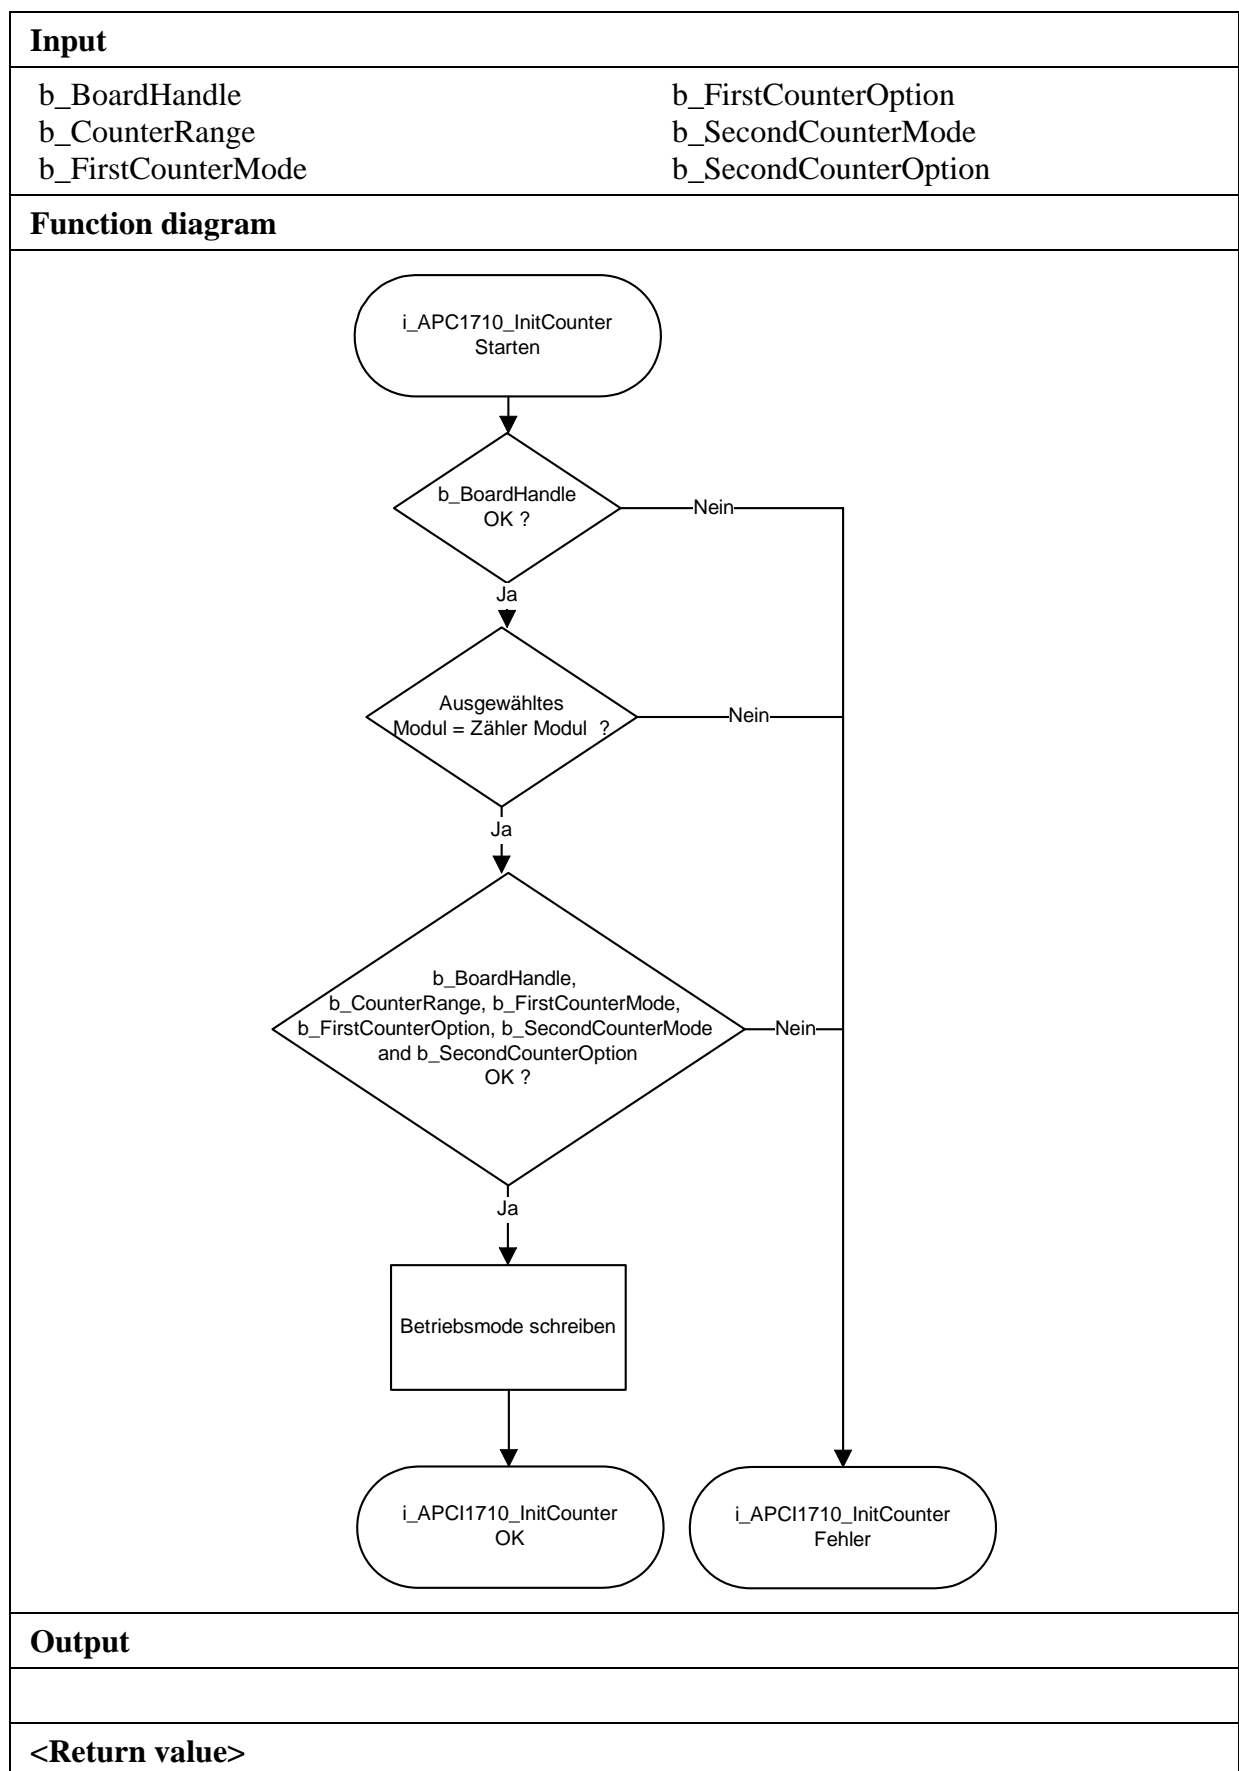 Input
b_BoardHandle
b_CounterRange
b_FirstCounterMode
b_FirstCounterOption
b_SecondCounterMode
b_SecondCounterOption
Function diagram
i_APC1710_InitCounter
Starten
b_BoardHandle
OK ?
Nein
Ja
Ausgewähltes
Modul = Zähler Modul ?
Nein
Ja
b_BoardHandle,
b_CounterRange, b_FirstCounterMode,
b_FirstCounterOption, b_SecondCounterMode
and b_SecondCounterOption
OK ?
Nein
Ja
Betriebsmode schreiben
i_APCI1710_InitCounter
OK
i_APCI1710_InitCounter
Fehler
Output
<Return value>